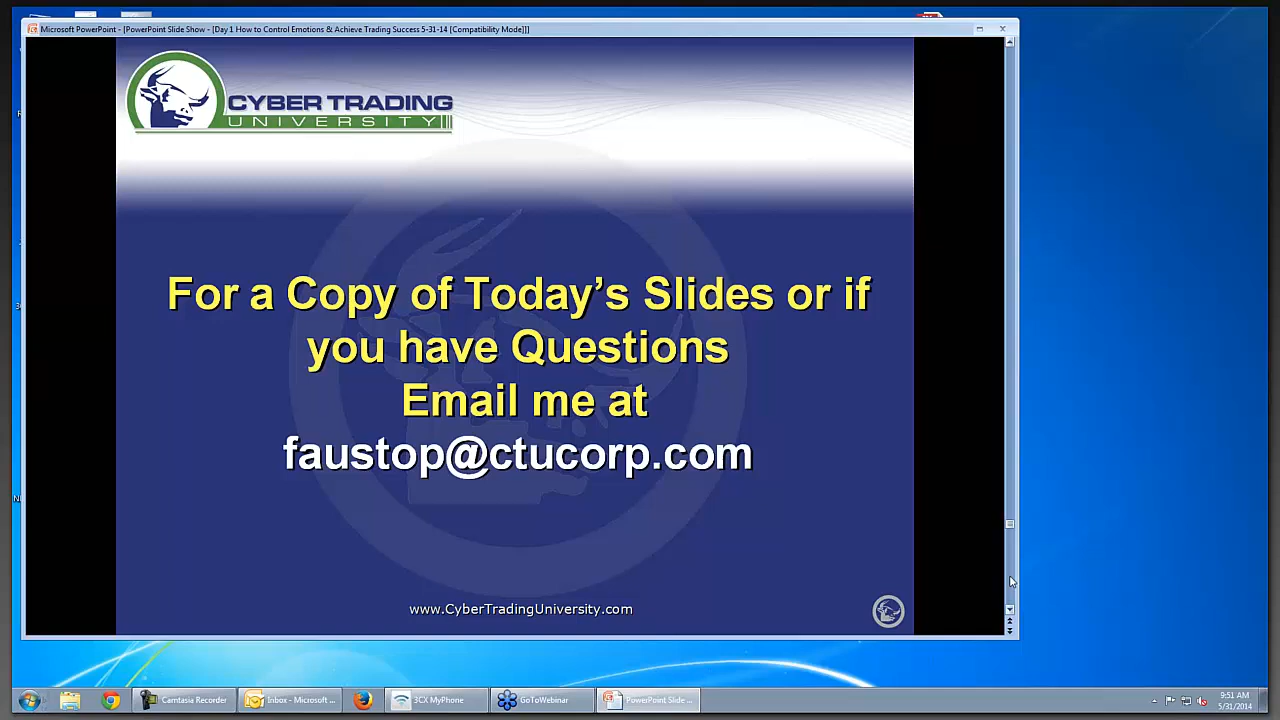 Microsoft PowerPoint - [PowerPoint Slide Show - [Day 1 How to Control Emotions & Achieve Trading Success 5-31-14 [Compatibility Mode]]]
CYBER TRADING
UNIVERSITY
For a Copy of Today's Slides or if
you have Questions
Email me at
faustop@ctucorp.com
www.CyberTradingUniversity.com
Camtasia Recorder
Inbox - Microsoft ...
3CX MyPhone
GoToWebinar
PowerPoint Slide ...
9:51 AM
5/31/2014